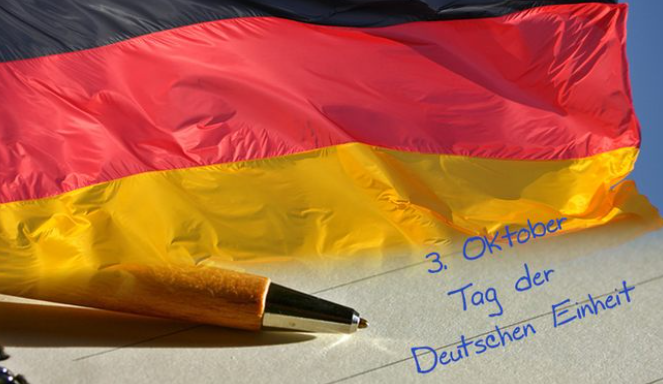 3. Oktober
Tag der
Deutschen Einheit